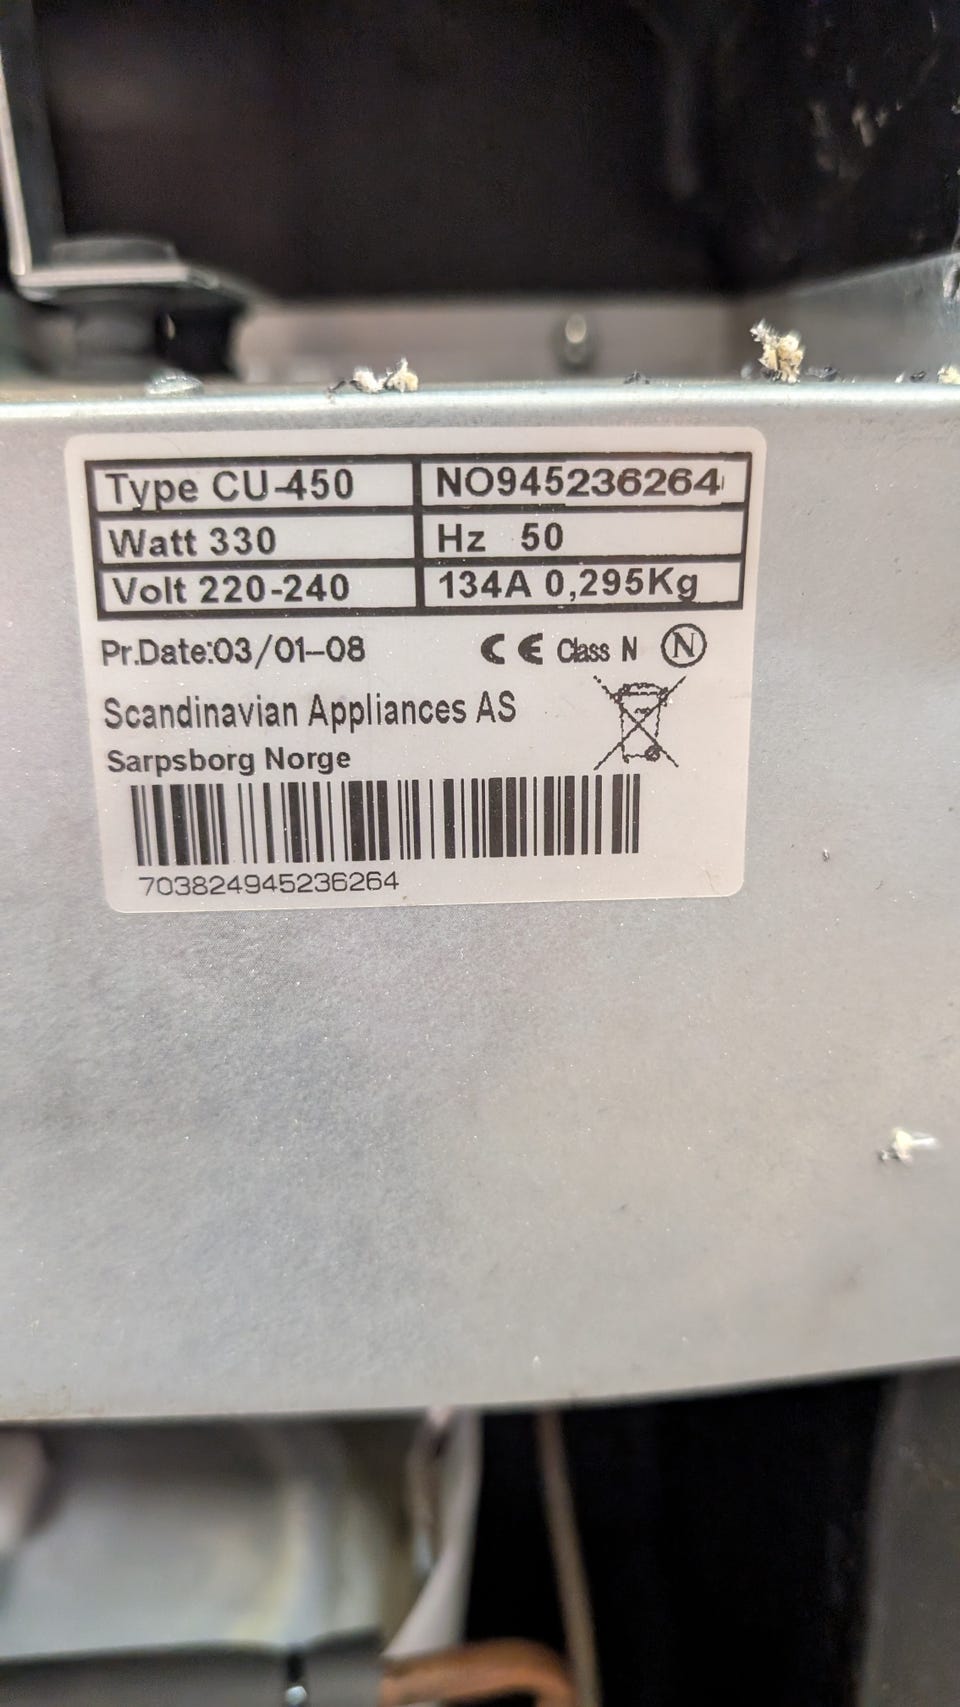 Type CU-450 NO945236264
Watt 330 Hz 50
Volt 220-240 134A 0,295Kg
Pr.Date:03/01-08 CE Class N N
Scandinavian Appliances AS
Sarpsborg Norge
703824945236264